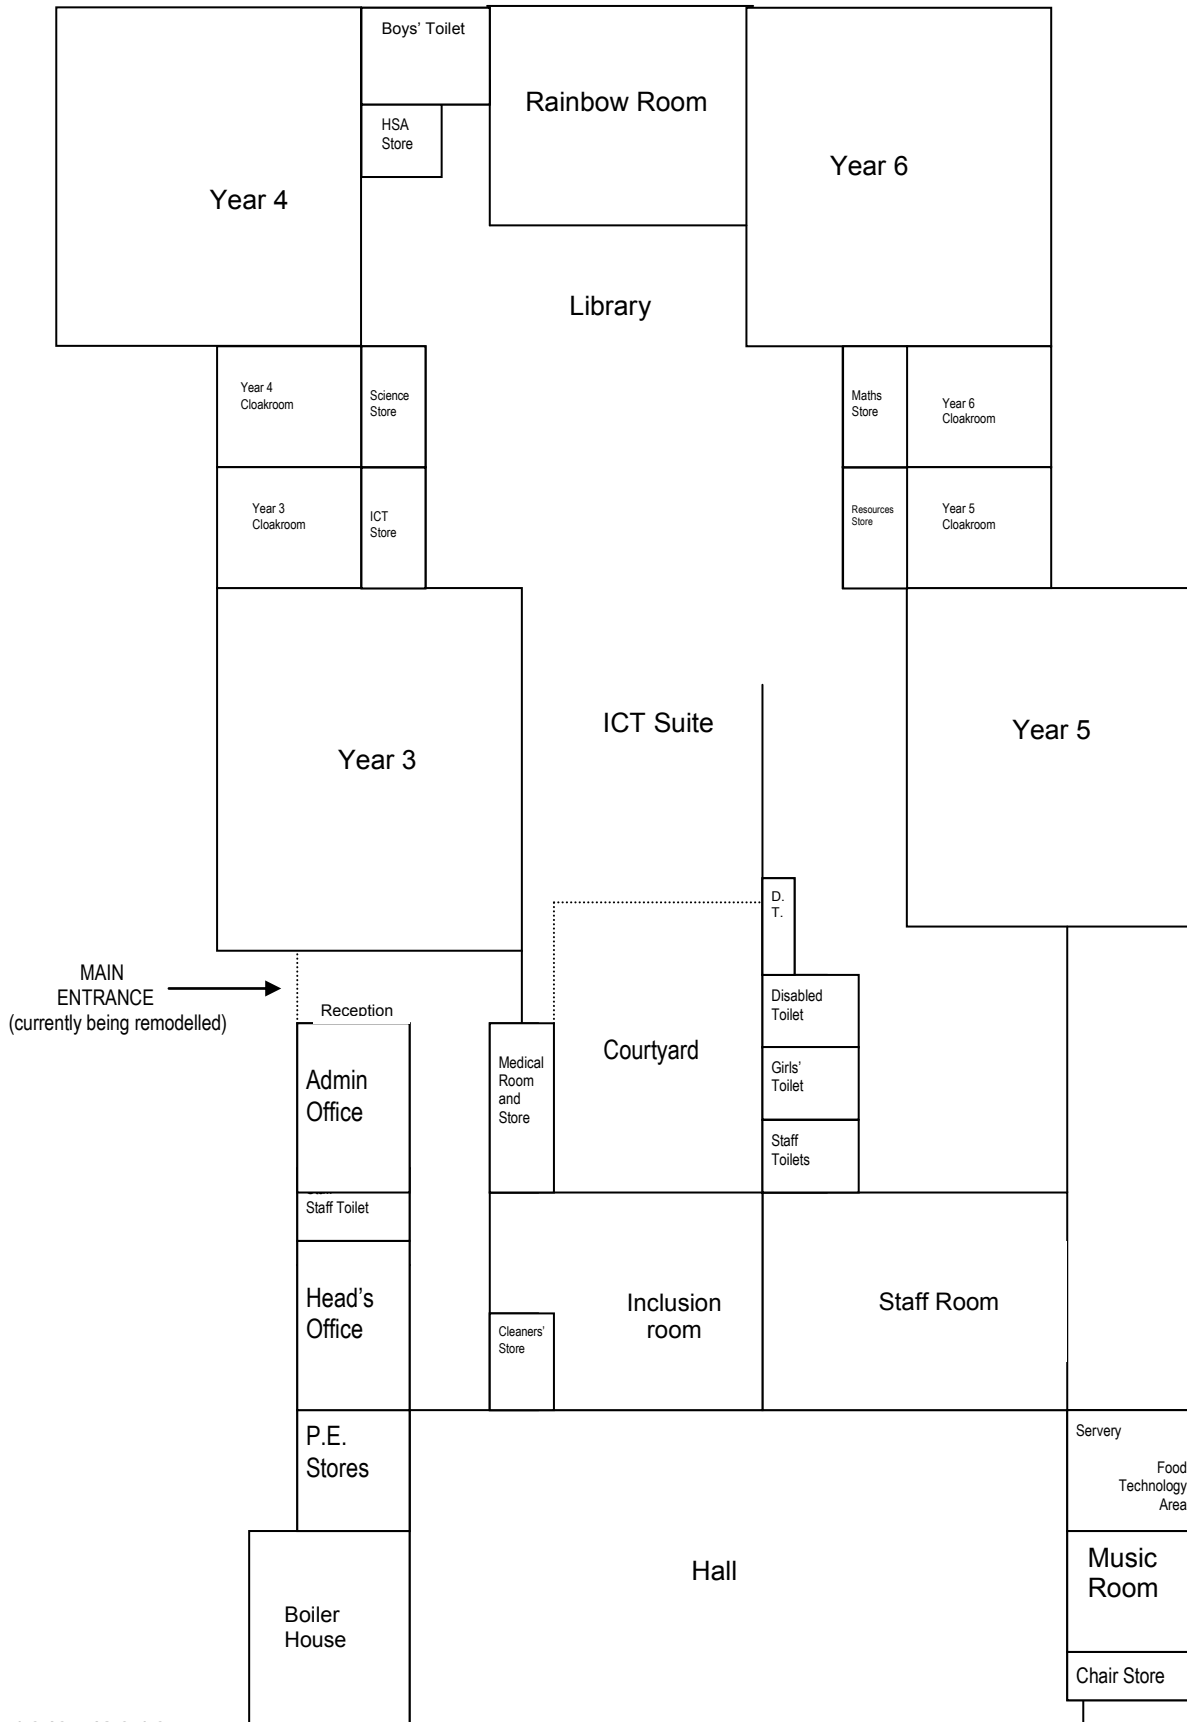 Boys' Toilet
Rainbow Room
HSA
Store
Year 6
Year 4
Library
Year 4
Cloakroom
Science
Store
Maths
Store
Year 6
Cloakroom
Year 3
Cloakroom
ICT
Store
Resources
Store
Year 5
Cloakroom
ICT Suite
Year 5
Year 3
D.
T.
MAIN
ENTRANCE
(currently being remodelled)
Reception
Disabled
Toilet
Courtyard
Admin
Office
Medical
Room
and
Store
Girls'
Toilet
Staff
Toilets
Staff Toilet
Head's
Office
Inclusion
room
Staff Room
Cleaners'
Store
P.E.
Stores
Servery
Food
Technology
Area
Hall
Music
Room
Boiler
House
Chair Store